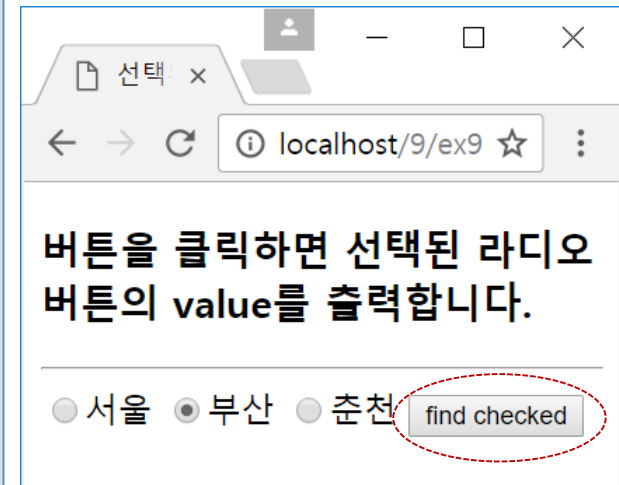 선택
localhost/9/ex9
버튼을 클릭하면 선택된 라디오
버튼의 value를 출력합니다.
서울 부산 춘천 find checked